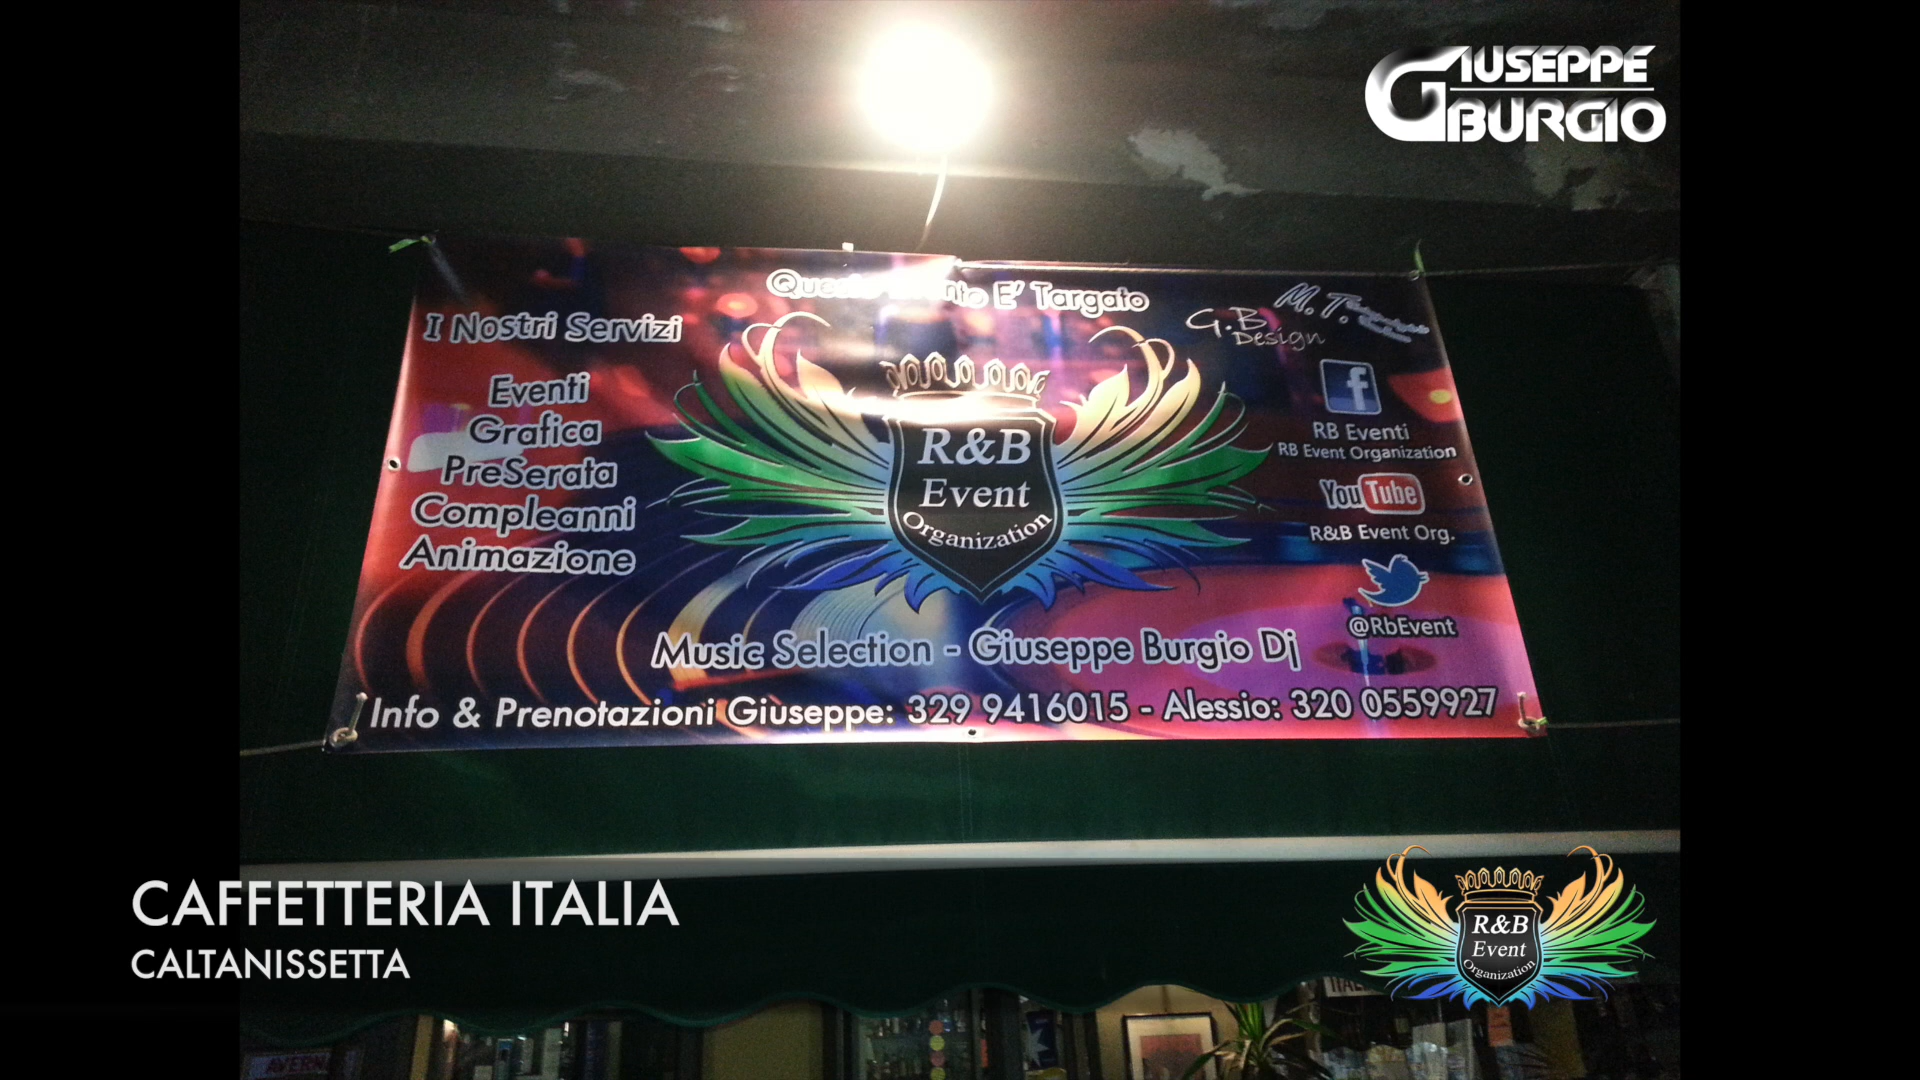 GIUSEPPE
BURGIO
E' Targato
I Nostri Servizi
G.B.
Design
M. T.
Eventi
Grafica
PreSerata
Compleanni
Animazione
R&B
Event
Organization
RB Eventi
RB Event Organization
You Tube
R&B Event Org.
@RbEvent
Music Selection - Giuseppe Burgio Dj
Info & Prenotazioni Giuseppe: 329 9416015 - Alessio: 320 0559927
CAFFETTERIA ITALIA
CALTANISSETTA
R&B
Event
Organization